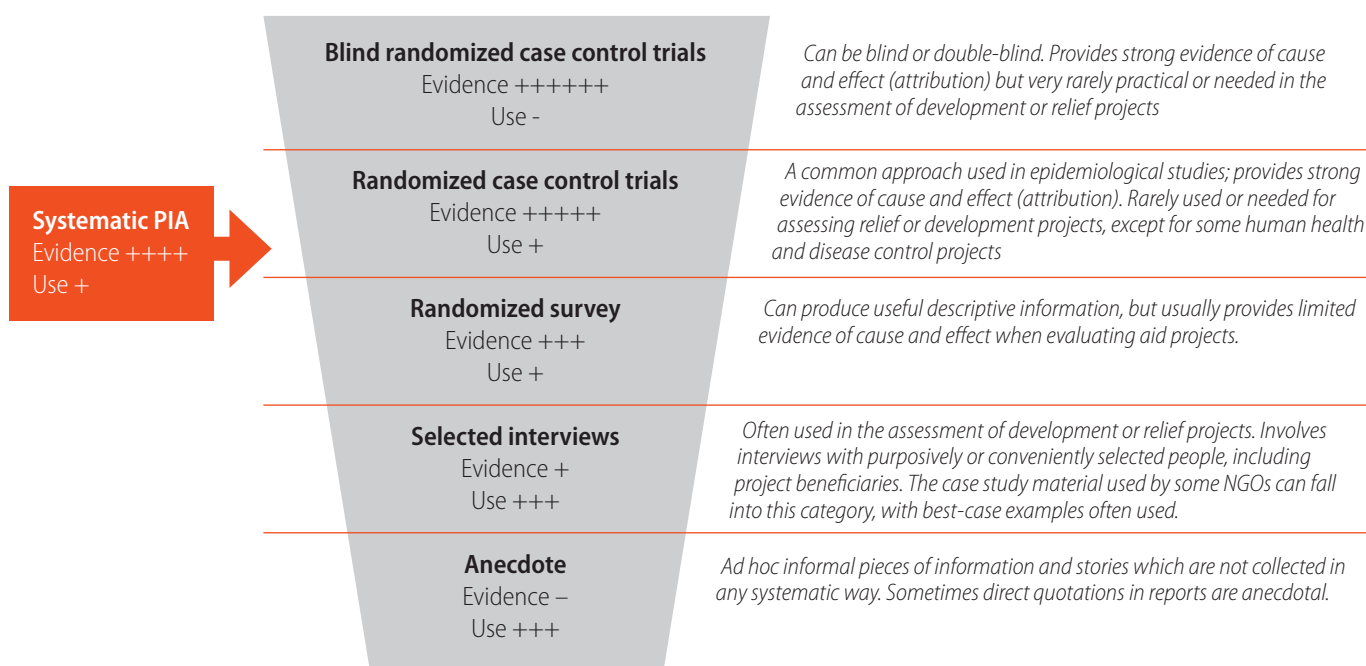 Blind randomized case control trials
Evidence ++++++
Use -
Can be blind or double-blind. Provides strong evidence of cause
and effect (attribution) but very rarely practical or needed in the
assessment of development or relief projects
Systematic PIA
Evidence ++++
Use +
Randomized case control trials
Evidence +++++
Use +
A common approach used in epidemiological studies; provides strong
evidence of cause and effect (attribution). Rarely used or needed for
assessing relief or development projects, except for some human health
and disease control projects
Randomized survey
Evidence +++
Use +
Can produce useful descriptive information, but usually provides limited
evidence of cause and effect when evaluating aid projects.
Selected interviews
Evidence +
Use +++
Often used in the assessment of development or relief projects. Involves
interviews with purposively or conveniently selected people, including
project beneficiaries. The case study material used by some NGOs can fall
into this category, with best-case examples often used.
Anecdote
Evidence –
Use +++
Ad hoc informal pieces of information and stories which are not collected in
any systematic way. Sometimes direct quotations in reports are anecdotal.